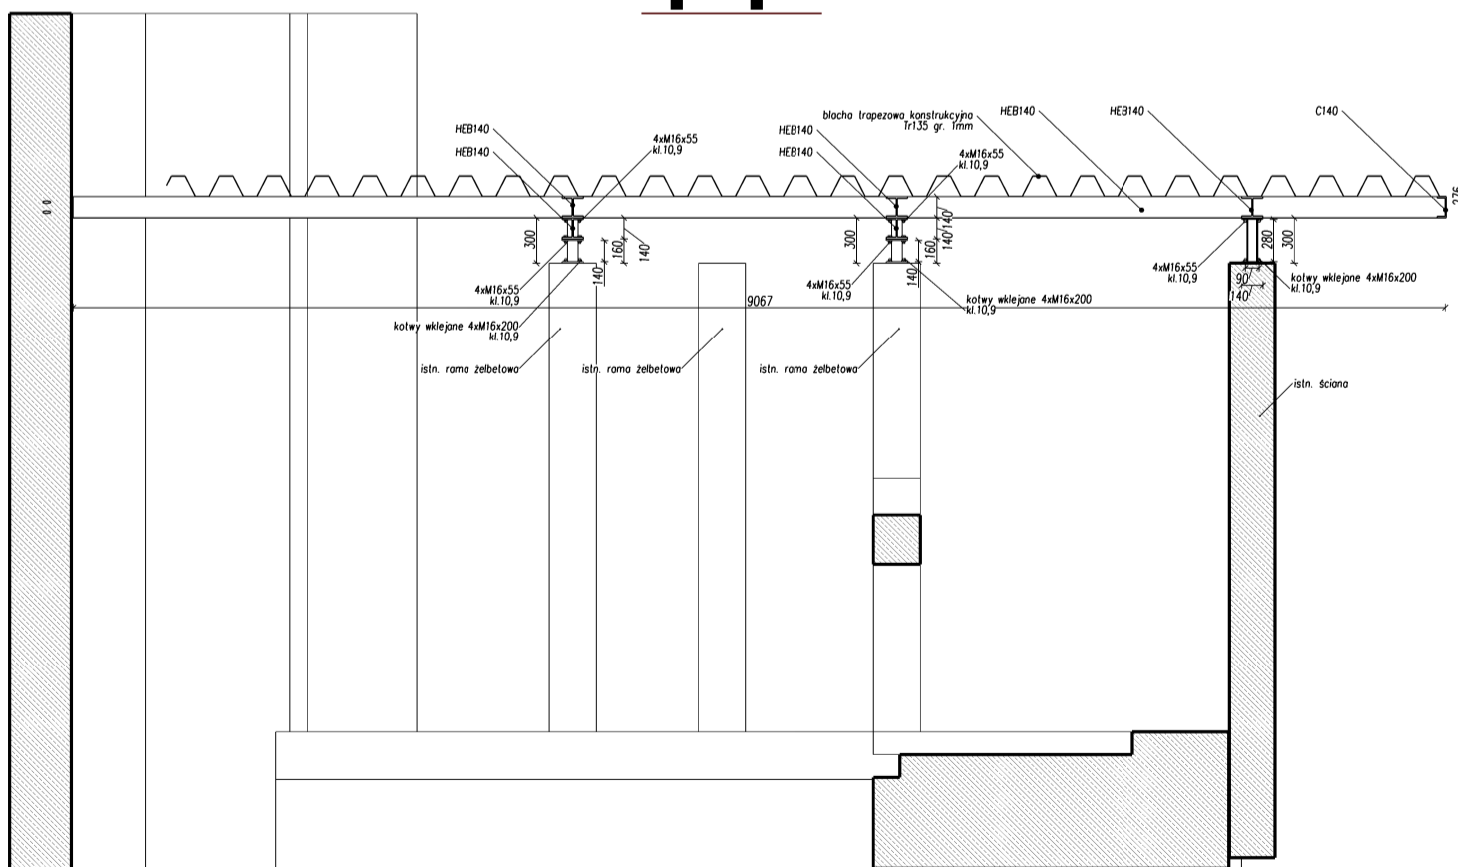 blacha trapezowa konstrukcyjna
Tr135 gr. 1mm
HEB140
HEB140
C140
HEB140
HEB140
4xM16x55
kl.10,9
HEB140
HEB140
4xM16x55
kl.10,9
276
300
160
140
140
300
140
140
160
140
280
300
90
140
4xM16x55
kl.10,9
4xM16x55
kl.10,9
4xM16x55
kl.10,9
kotwy wklejane 4xM16x200
kl.10,9
kotwy wklejane 4xM16x200
kl.10,9
kotwy wklejane 4xM16x200
kl.10,9
9067
istn. rama żelbetowa
istn. rama żelbetowa
istn. rama żelbetowa
istn. ściana